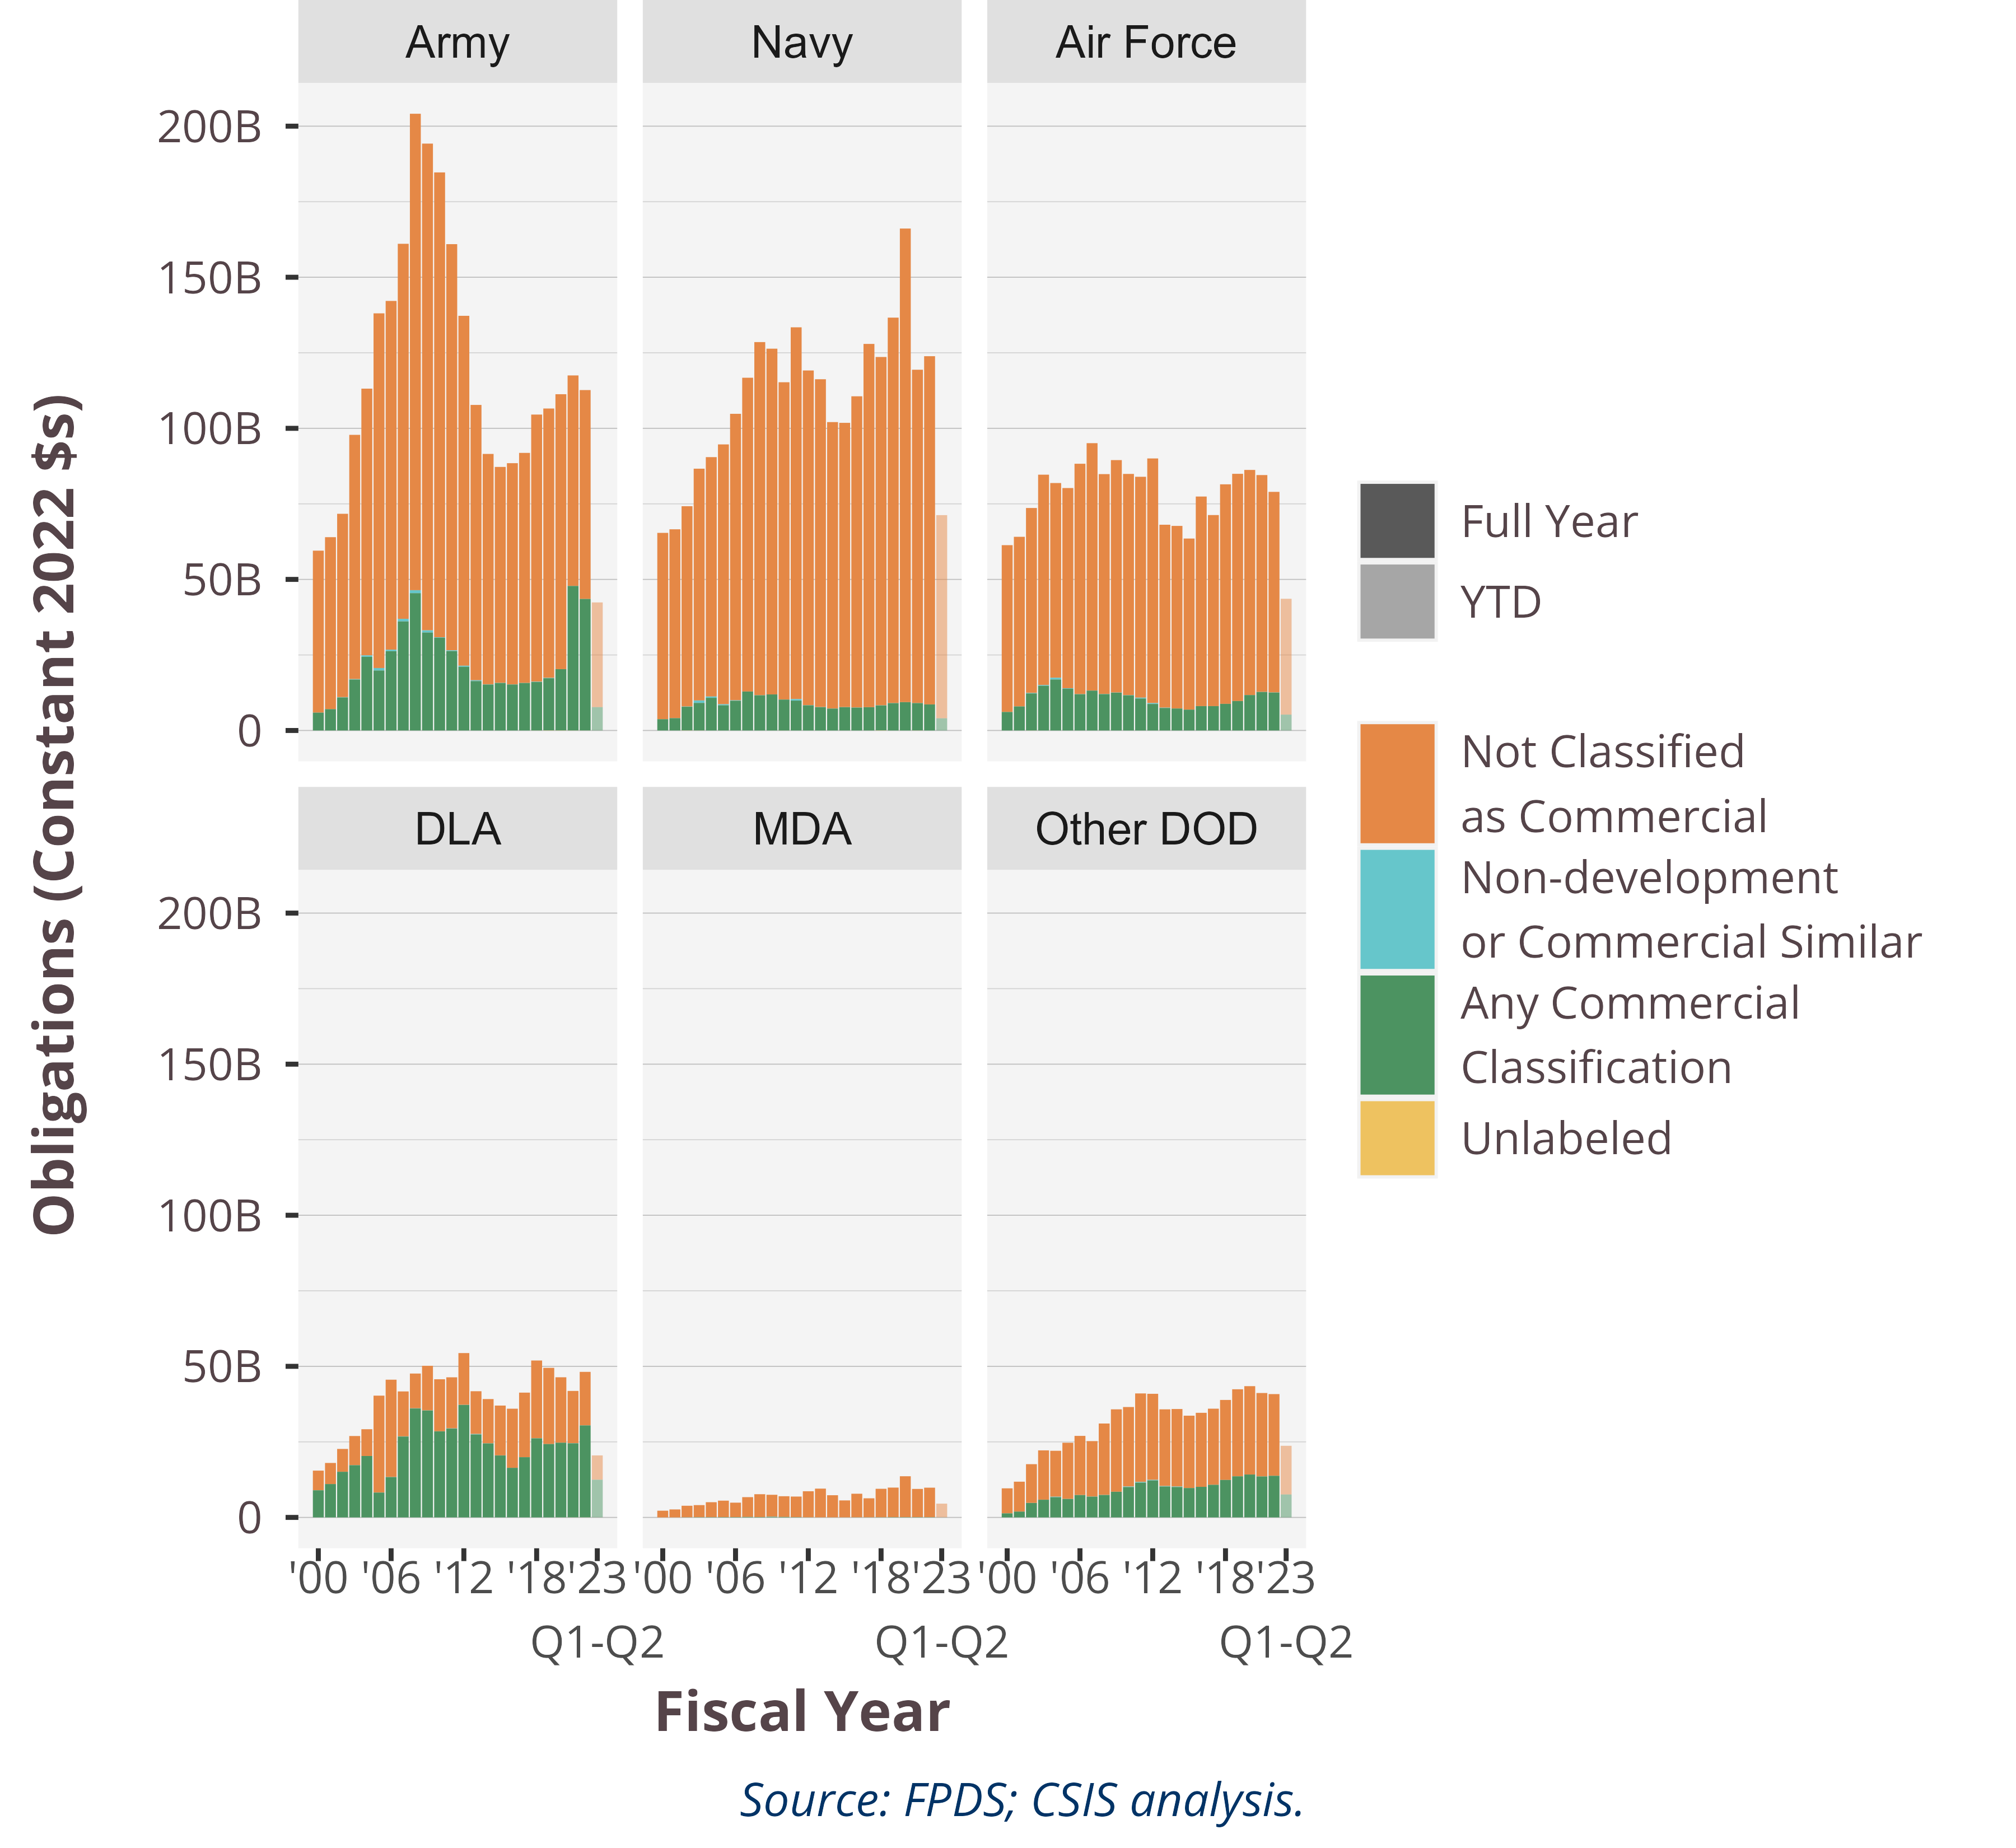 Army Navy Air Force
200B
150B
100B
50B
0
DLA MDA Other DOD
200B
150B
100B
50B
0
'00 '06 '12 '18 '23 '00 '06 '12 '18 '23 '00 '06 '12 '18 '23
Q1-Q2 Q1-Q2 Q1-Q2
Fiscal Year
Obligations (Constant 2022 $s)
Full Year
YTD
Not Classified
as Commercial
Non-development
or Commercial Similar
Any Commercial
Classification
Unlabeled
Source: FPDS; CSIS analysis.